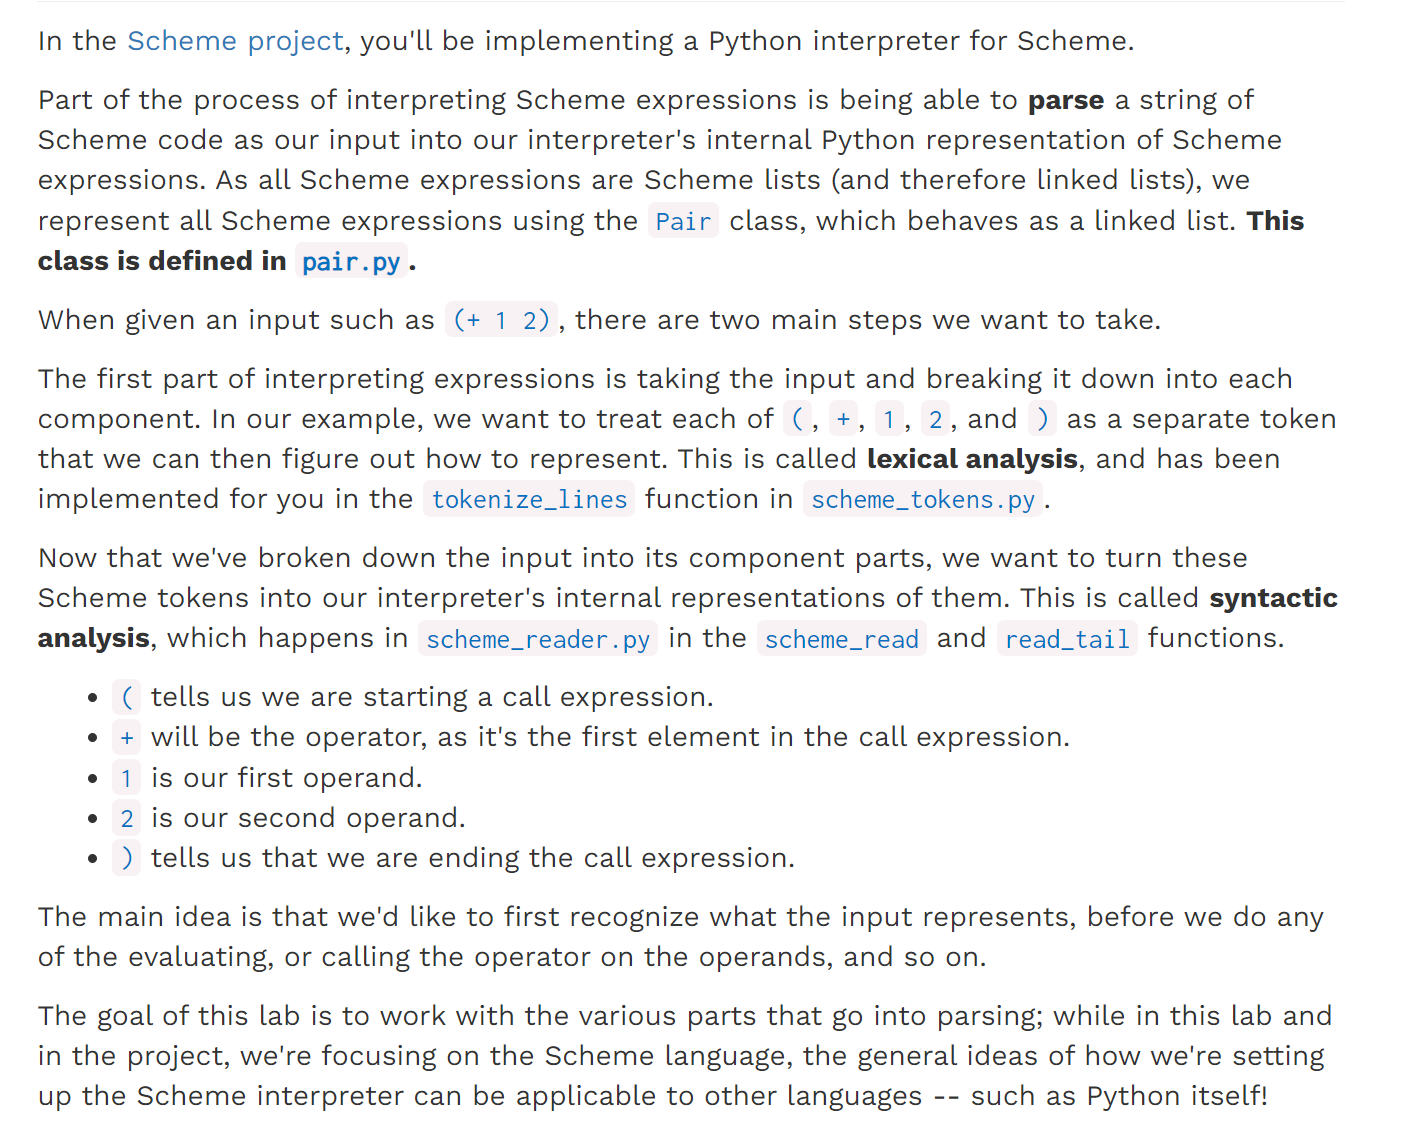 In the Scheme project, you'll be implementing a Python interpreter for Scheme.
Part of the process of interpreting Scheme expressions is being able to parse a string of
Scheme code as our input into our interpreter's internal Python representation of Scheme
expressions. As all Scheme expressions are Scheme lists (and therefore linked lists), we
represent all Scheme expressions using the Pair class, which behaves as a linked list. This
class is defined in pair.py.
When given an input such as (+ 1 2), there are two main steps we want to take.
The first part of interpreting expressions is taking the input and breaking it down into each
component. In our example, we want to treat each of (, +, 1, 2, and ) as a separate token
that we can then figure out how to represent. This is called lexical analysis, and has been
implemented for you in the tokenize_lines function in scheme_tokens.py.
Now that we've broken down the input into its component parts, we want to turn these
Scheme tokens into our interpreter's internal representations of them. This is called syntactic
analysis, which happens in scheme_reader.py in the scheme_read and read_tail functions.
• ( tells us we are starting a call expression.
• + will be the operator, as it's the first element in the call expression.
• 1 is our first operand.
• 2 is our second operand.
• ) tells us that we are ending the call expression.
The main idea is that we'd like to first recognize what the input represents, before we do any
of the evaluating, or calling the operator on the operands, and so on.
The goal of this lab is to work with the various parts that go into parsing; while in this lab and
in the project, we're focusing on the Scheme language, the general ideas of how we're setting
up the Scheme interpreter can be applicable to other languages -- such as Python itself!